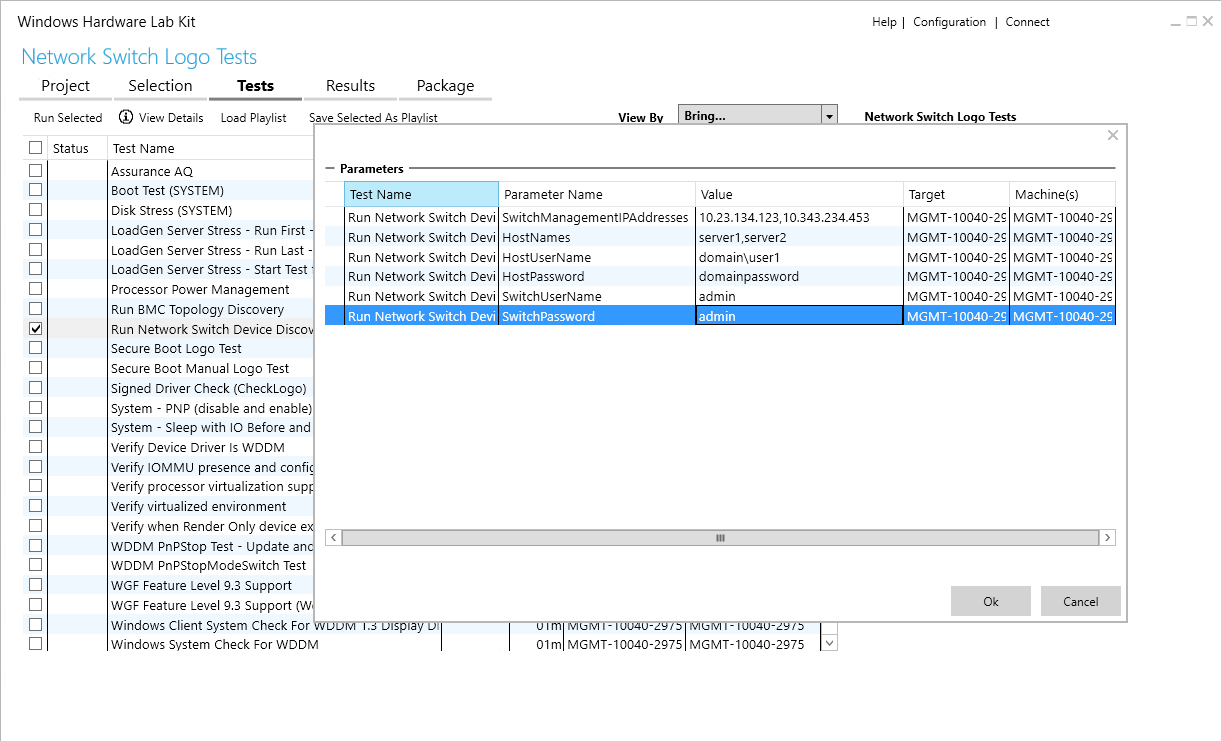 Windows Hardware Lab Kit
Help | Configuration | Connect
Network Switch Logo Tests
Project Selection Tests Results Package
Run Selected View Details Load Playlist Save Selected As Playlist View By Bring... Network Switch Logo Tests
Status Test Name
Assurance AQ
Boot Test (SYSTEM)
Disk Stress (SYSTEM)
LoadGen Server Stress - Run First -
LoadGen Server Stress - Run Last -
LoadGen Server Stress - Start Test
Processor Power Management
Run BMC Topology Discovery
Run Network Switch Device Discov
Secure Boot Logo Test
Secure Boot Manual Logo Test
Signed Driver Check (CheckLogo)
System - PNP (disable and enable)
System - Sleep with IO Before and
Verify Device Driver Is WDDM
Verify IOMMU presence and config
Verify processor virtualization supp
Verify virtualized environment
Verify when Render Only device ex
WDDM PnPStop Test - Update and
WDDM PnPStopModeSwitch Test
WGF Feature Level 9.3 Support
WGF Feature Level 9.3 Support (W
Windows Client System Check For WDDM 1.3 Display D 01m MGMT-10040-2975 MGMT-10040-2975
Windows System Check For WDDM 01m MGMT-10040-2975 MGMT-10040-2975
Parameters
Test Name Parameter Name Value Target Machine(s)
Run Network Switch Devi SwitchManagementIPAddresses 10.23.134.123,10.343.234.453 MGMT-10040-29 MGMT-10040-29
Run Network Switch Devi HostNames server1,server2 MGMT-10040-29 MGMT-10040-29
Run Network Switch Devi HostUserName domain\user1 MGMT-10040-29 MGMT-10040-29
Run Network Switch Devi HostPassword domainpassword MGMT-10040-29 MGMT-10040-29
Run Network Switch Devi SwitchUserName admin MGMT-10040-29 MGMT-10040-29
Run Network Switch Devi SwitchPassword admin MGMT-10040-29 MGMT-10040-29
Ok Cancel